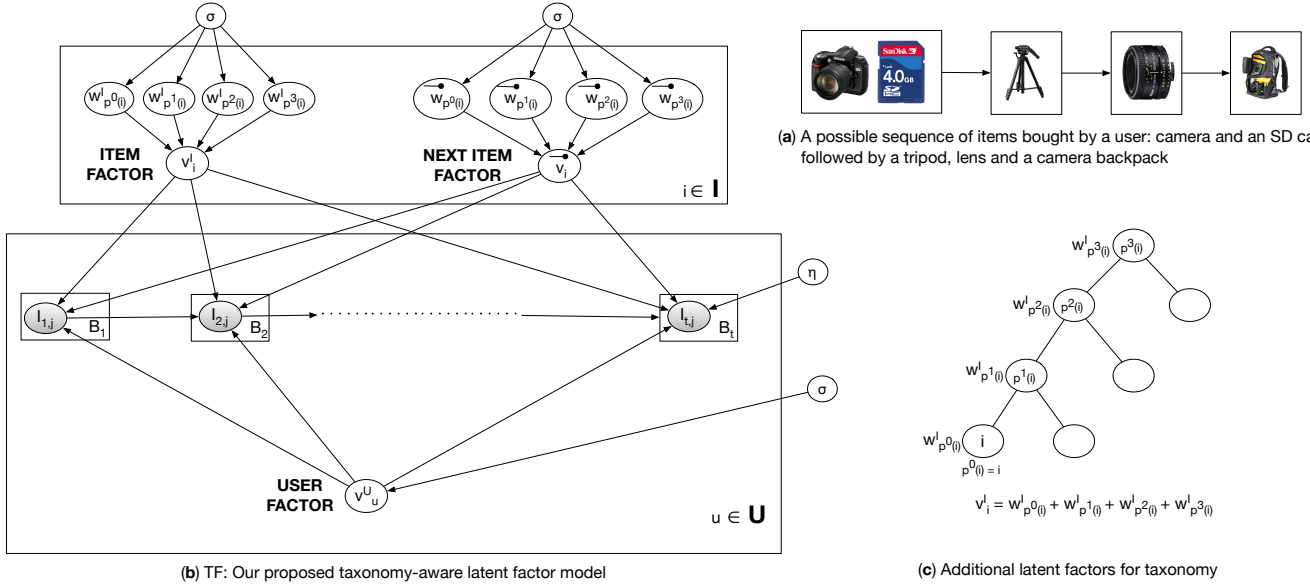 σ
σ
w^I_{p^0(i)} w^I_{p^1(i)} w^I_{p^2(i)} w^I_{p^3(i)}
w_{p^0(i)} w_{p^1(i)} w_{p^2(i)} w_{p^3(i)}
ITEM
FACTOR
v^I_i
NEXT ITEM
FACTOR
v_i
i ∈ I
I_{1,j}
B_1
I_{2,j}
B_2
I_{t,j}
B_t
η
σ
USER
FACTOR
v^U_u
u ∈ U
(b) TF: Our proposed taxonomy-aware latent factor model
SanDisk
4.0GB
(a) A possible sequence of items bought by a user: camera and an SD ca
followed by a tripod, lens and a camera backpack
w^I_{p^3(i)} p^3(i)
w^I_{p^2(i)} p^2(i)
w^I_{p^1(i)} p^1(i)
w^I_{p^0(i)} i
p^0(i) = i
v^I_i = w^I_{p^0(i)} + w^I_{p^1(i)} + w^I_{p^2(i)} + w^I_{p^3(i)}
(c) Additional latent factors for taxonomy